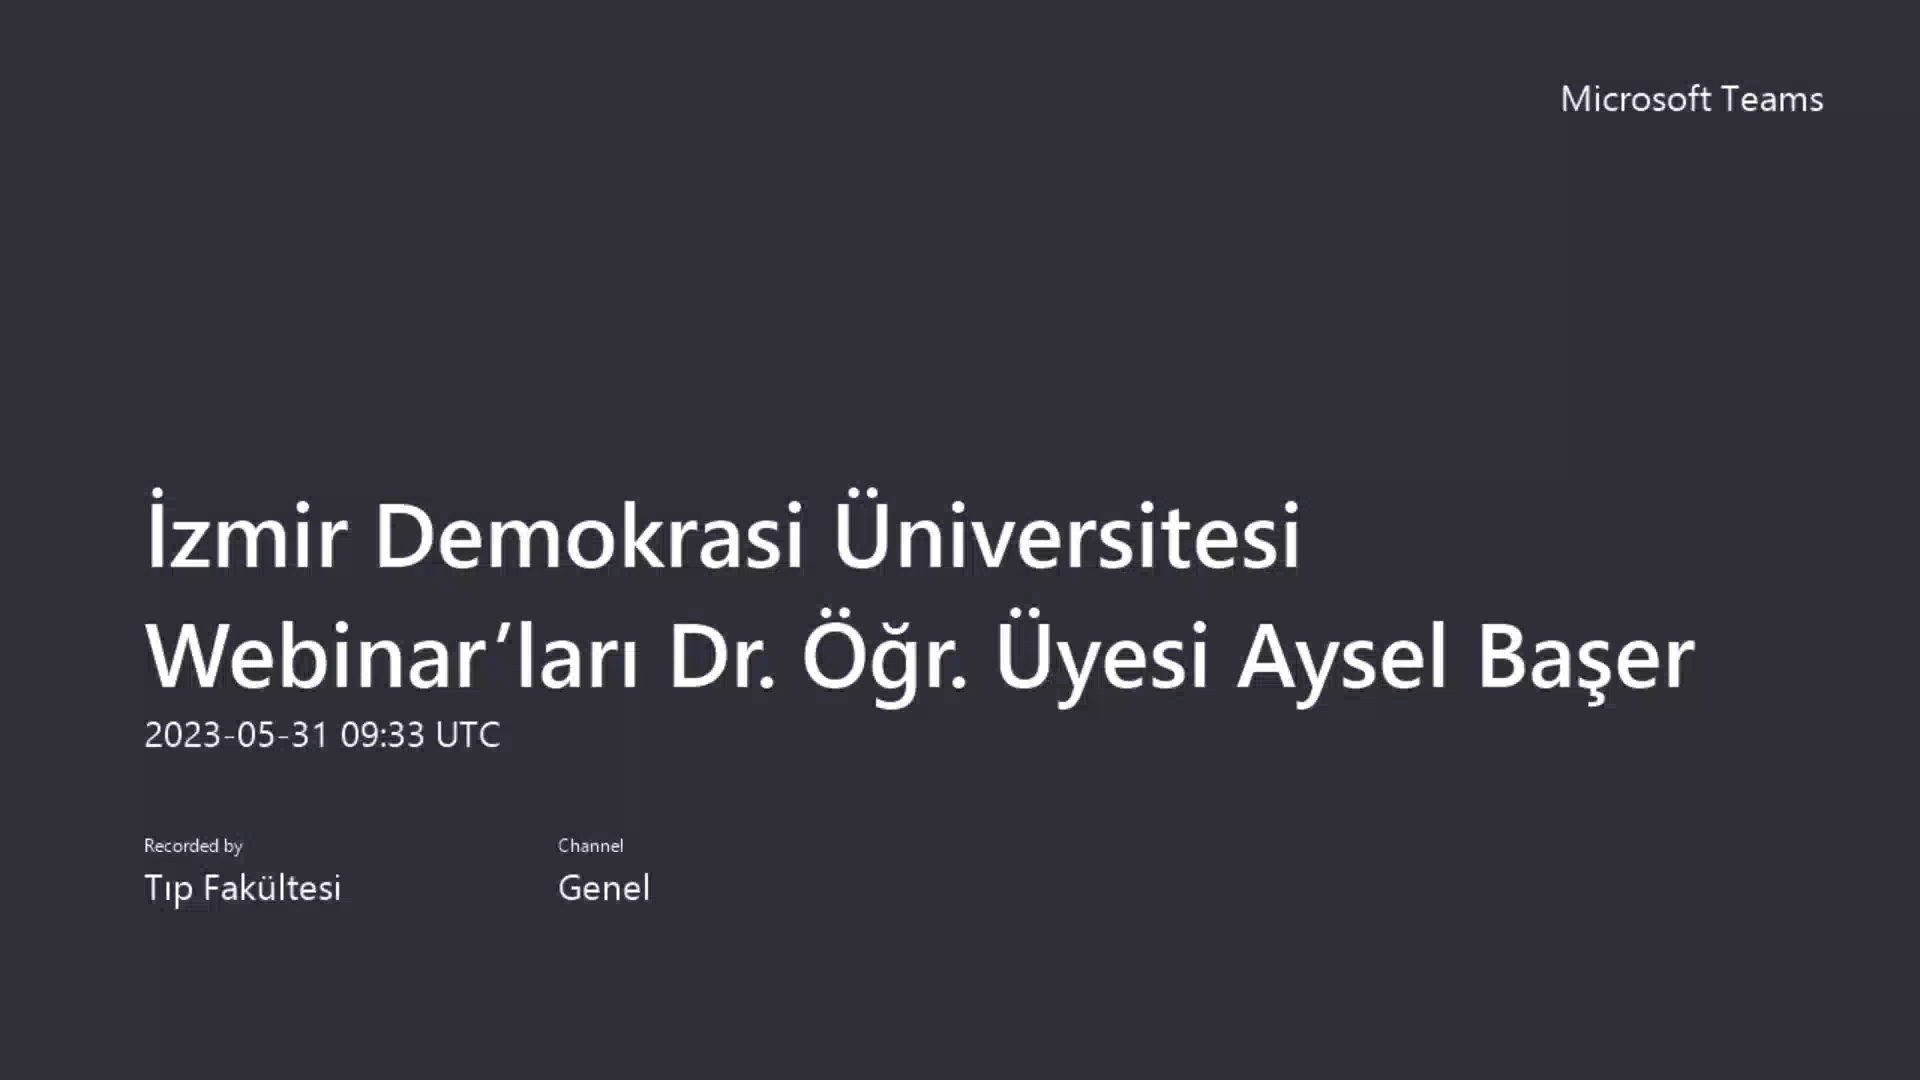 Microsoft Teams
İzmir Demokrasi Üniversitesi
Webinar’ları Dr. Öğr. Üyesi Aysel Başer
2023-05-31 09:33 UTC
Recorded by
Tıp Fakültesi
Channel
Genel